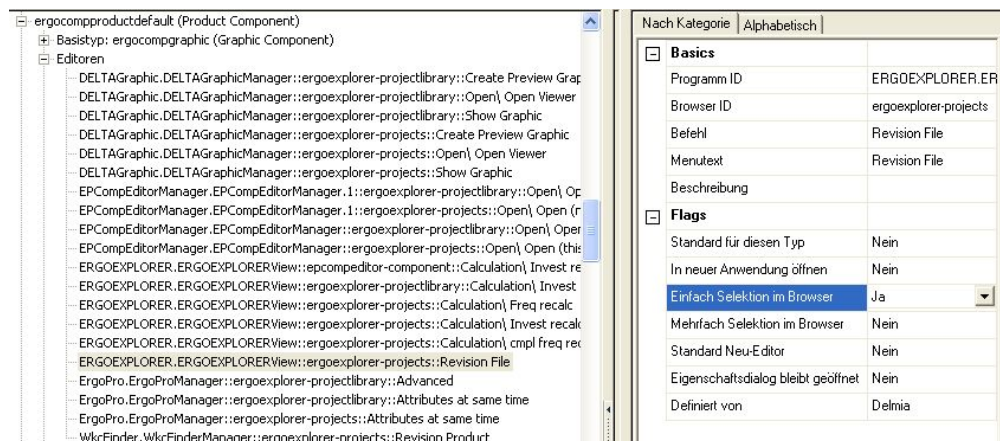 ergocompproductdefault (Product Component)
Basistyp: ergocompgraphic (Graphic Component)
Editoren
DELTAGraphic.DELTAGraphicManager::ergoexplorer-projectlibrary::Create Preview Grap
DELTAGraphic.DELTAGraphicManager::ergoexplorer-projectlibrary::Open\ Open Viewer
DELTAGraphic.DELTAGraphicManager::ergoexplorer-projectlibrary::Show Graphic
DELTAGraphic.DELTAGraphicManager::ergoexplorer-projects::Create Preview Graphic
DELTAGraphic.DELTAGraphicManager::ergoexplorer-projects::Open\ Open Viewer
DELTAGraphic.DELTAGraphicManager::ergoexplorer-projects::Show Graphic
EPCompEditorManager.EPCompEditorManager.1::ergoexplorer-projectlibrary::Open\ Op
EPCompEditorManager.EPCompEditorManager.1::ergoexplorer-projects::Open\ Open (r
EPCompEditorManager.EPCompEditorManager::ergoexplorer-projectlibrary::Open\ Oper
EPCompEditorManager.EPCompEditorManager::ergoexplorer-projects::Open\ Open (this
ERGOEXPLORER.ERGOEXPLORERView::epcompeditor-component::Calculation\ Invest re
ERGOEXPLORER.ERGOEXPLORERView::ergoexplorer-projectlibrary::Calculation\ Invest
ERGOEXPLORER.ERGOEXPLORERView::ergoexplorer-projects::Calculation\ Freq recalc
ERGOEXPLORER.ERGOEXPLORERView::ergoexplorer-projects::Calculation\ Invest recalc
ERGOEXPLORER.ERGOEXPLORERView::ergoexplorer-projects::Calculation\ cmpl freq rec
ERGOEXPLORER.ERGOEXPLORERView::ergoexplorer-projects::Revision File
ErgoPro.ErgoProManager::ergoexplorer-projectlibrary::Advanced
ErgoPro.ErgoProManager::ergoexplorer-projectlibrary::Attributes at same time
ErgoPro.ErgoProManager::ergoexplorer-projects::Attributes at same time
WkcFinder.WkcFinderManager::ergoexplorer-projects::Revision Product
Nach Kategorie Alphabetisch
Basics
Programm ID ERGOEXPLORER.ER
Browser ID ergoexplorer-projects
Befehl Revision File
Menutext Revision File
Beschreibung
Flags
Standard für diesen Typ Nein
In neuer Anwendung öffnen Nein
Einfach Selektion im Browser Ja
Mehrfach Selektion im Browser Nein
Standard Neu-Editor Nein
Eigenschaftsdialog bleibt geöffnet Nein
Definiert von Delmia